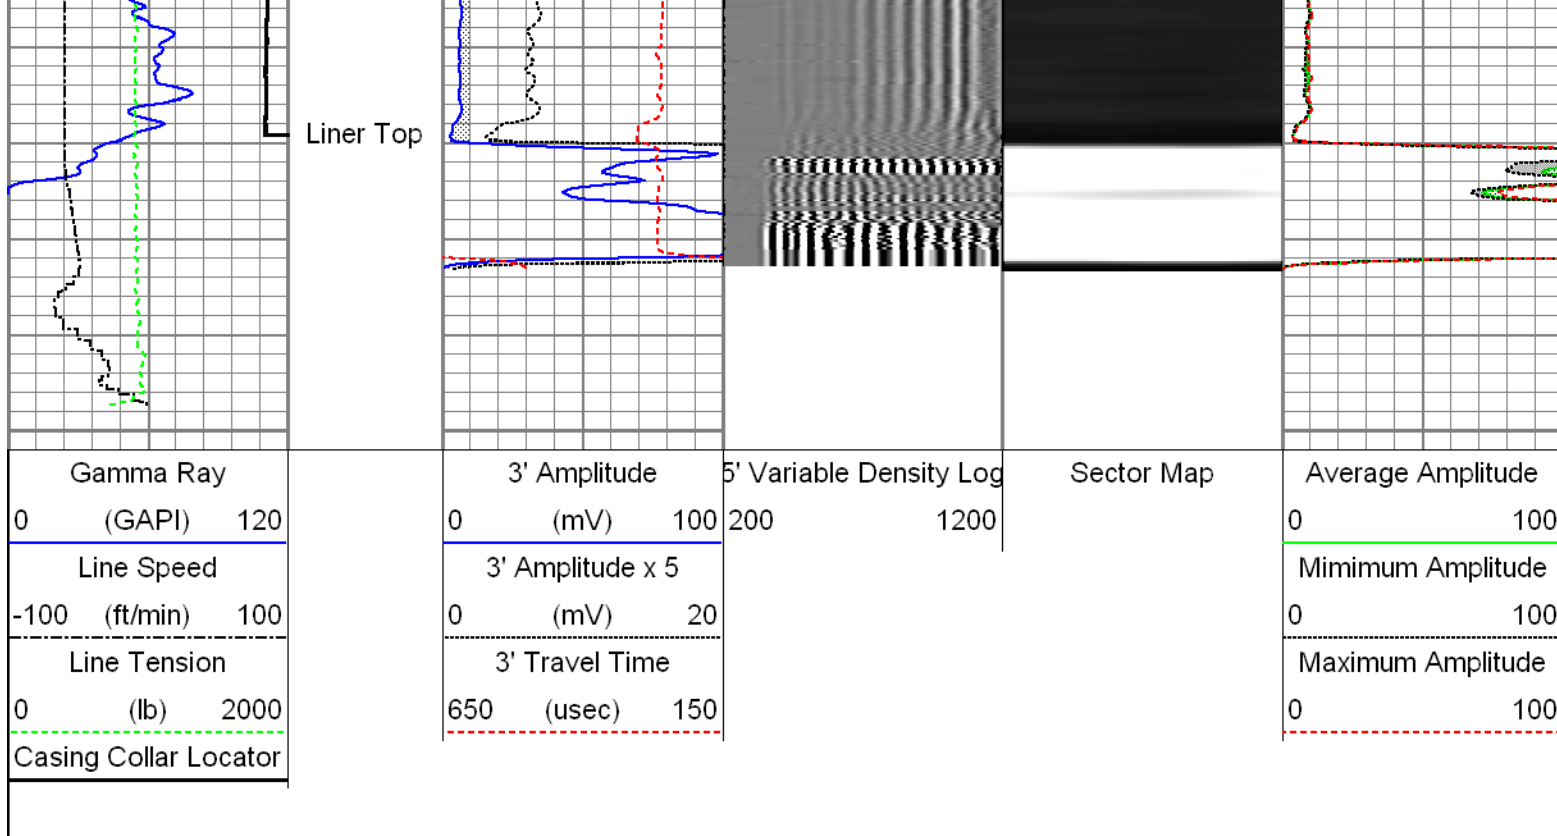 Liner Top
Gamma Ray
0 (GAPI) 120
Line Speed
-100 (ft/min) 100
Line Tension
0 (lb) 2000
Casing Collar Locator
3' Amplitude
0 (mV) 100
3' Amplitude x 5
0 (mV) 20
3' Travel Time
650 (usec) 150
5' Variable Density Log
200 1200
Sector Map
Average Amplitude
0 100
Mimimum Amplitude
0 100
Maximum Amplitude
0 100